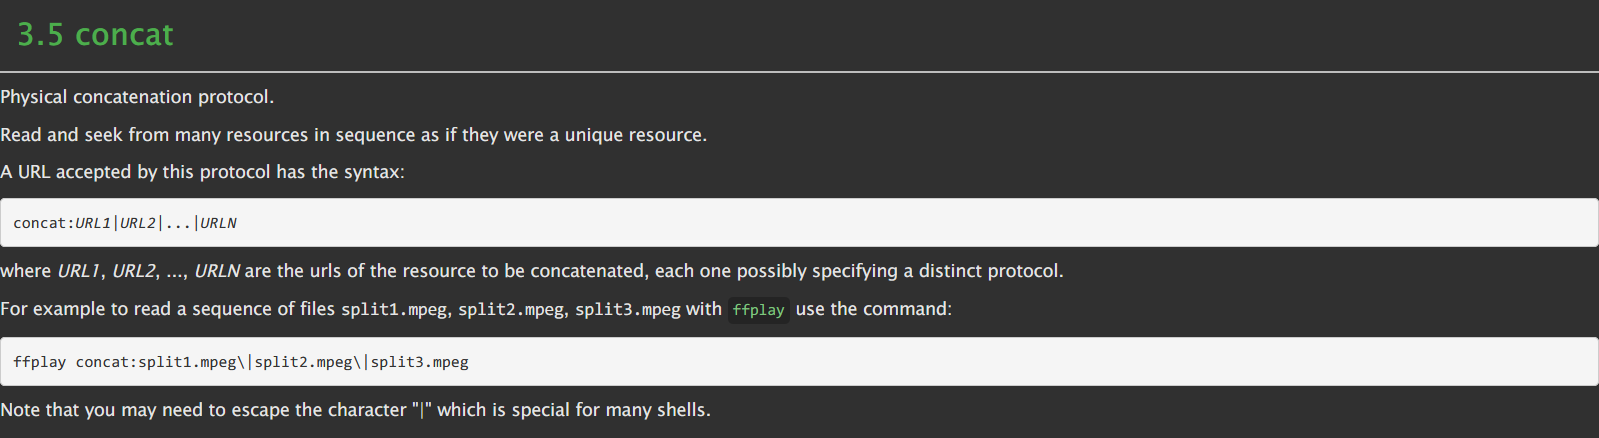 3.5 concat
Physical concatenation protocol.
Read and seek from many resources in sequence as if they were a unique resource.
A URL accepted by this protocol has the syntax:
concat:URL1|URL2|...|URLN
where URL1, URL2, ..., URLN are the urls of the resource to be concatenated, each one possibly specifying a distinct protocol.
For example to read a sequence of files split1.mpeg, split2.mpeg, split3.mpeg with ffplay use the command:
ffplay concat:split1.mpeg\|split2.mpeg\|split3.mpeg
Note that you may need to escape the character "|" which is special for many shells.